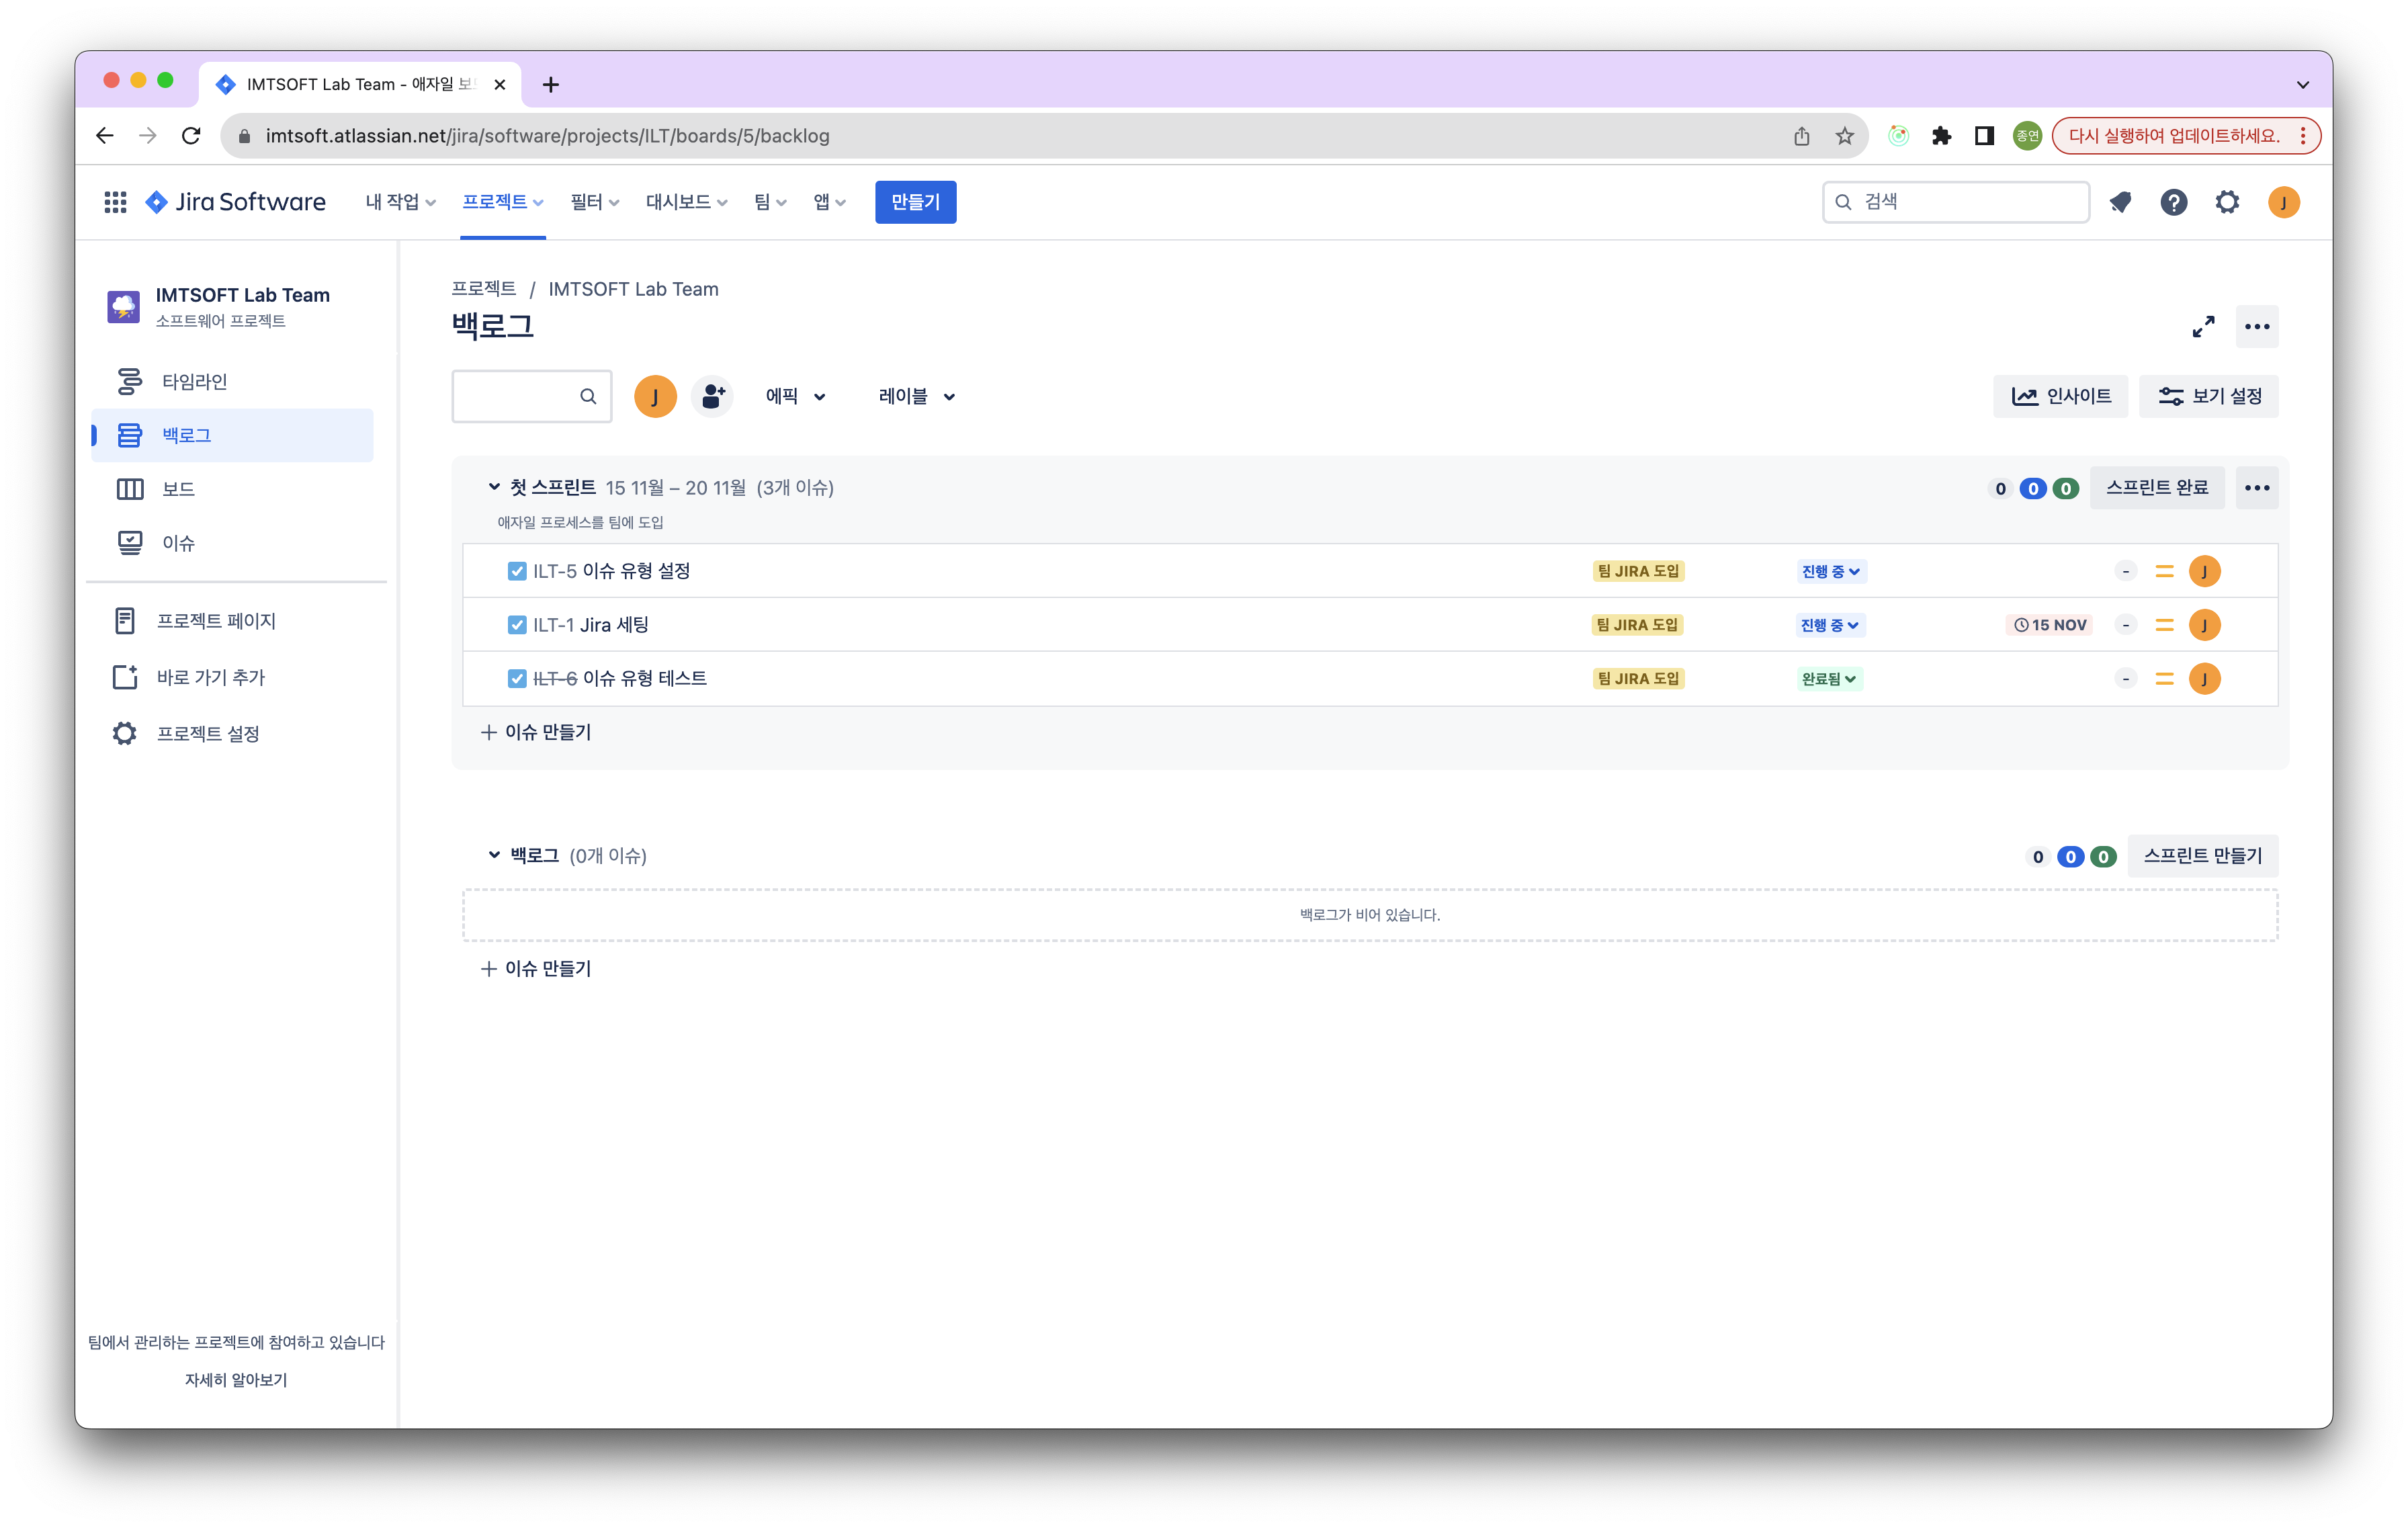 IMTSOFT Lab Team - 애자일 보
imtsoft.atlassian.net/jira/software/projects/ILT/boards/5/backlog
종연
다시 실행하여 업데이트하세요.
Jira Software 내 작업 프로젝트 필터 대시보드 팀 앱 만들기 검색 J
IMTSOFT Lab Team
소프트웨어 프로젝트
타임라인
백로그
보드
이슈
프로젝트 페이지
바로 가기 추가
프로젝트 설정
팀에서 관리하는 프로젝트에 참여하고 있습니다
자세히 알아보기
프로젝트 / IMTSOFT Lab Team
백로그
J 에픽 레이블 인사이트 보기 설정
첫 스프린트 15 11월 – 20 11월 (3개 이슈) 0 0 0 스프린트 완료
애자일 프로세스를 팀에 도입
ILT-5 이슈 유형 설정 팀 JIRA 도입 진행 중 - J
ILT-1 Jira 세팅 팀 JIRA 도입 진행 중 15 NOV - J
ILT-6 이슈 유형 테스트 팀 JIRA 도입 완료됨 - J
+ 이슈 만들기
백로그 (0개 이슈) 0 0 0 스프린트 만들기
백로그가 비어 있습니다.
+ 이슈 만들기